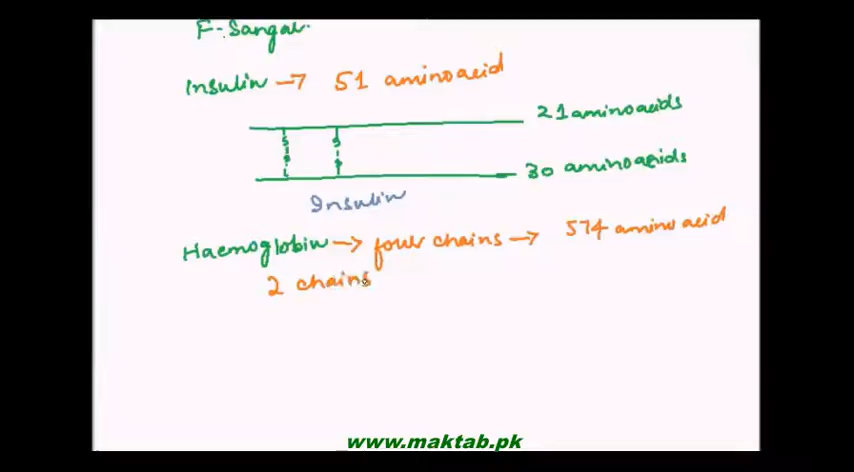 F. Sangar.
Insulin → 51 aminoacid
21 aminoacids
S S
30 aminoacids
Insulin
Haemoglobin → four chains → 574 amino acid
2 chains
www.maktab.pk